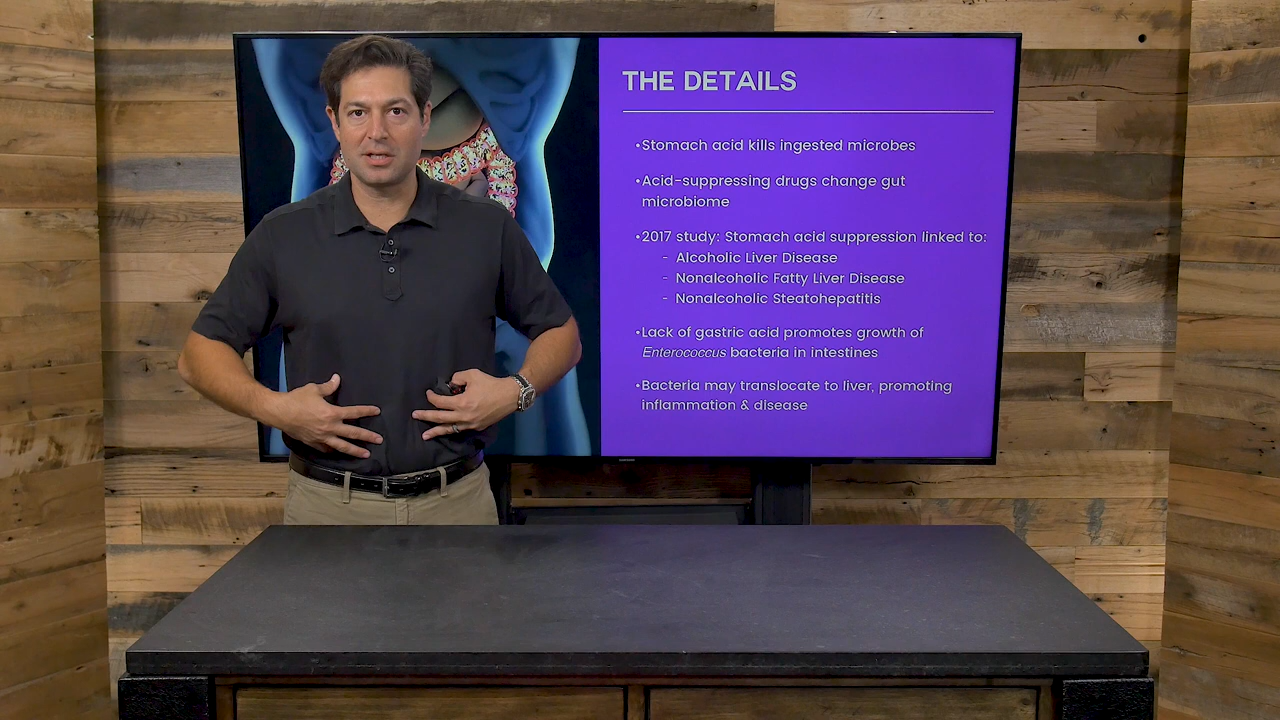 THE DETAILS
•Stomach acid kills ingested microbes
•Acid-suppressing drugs change gut
microbiome
•2017 study: Stomach acid suppression linked to:
- Alcoholic Liver Disease
- Nonalcoholic Fatty Liver Disease
- Nonalcoholic Steatohepatitis
•Lack of gastric acid promotes growth of
Enterococcus bacteria in intestines
•Bacteria may translocate to liver, promoting
inflammation & disease